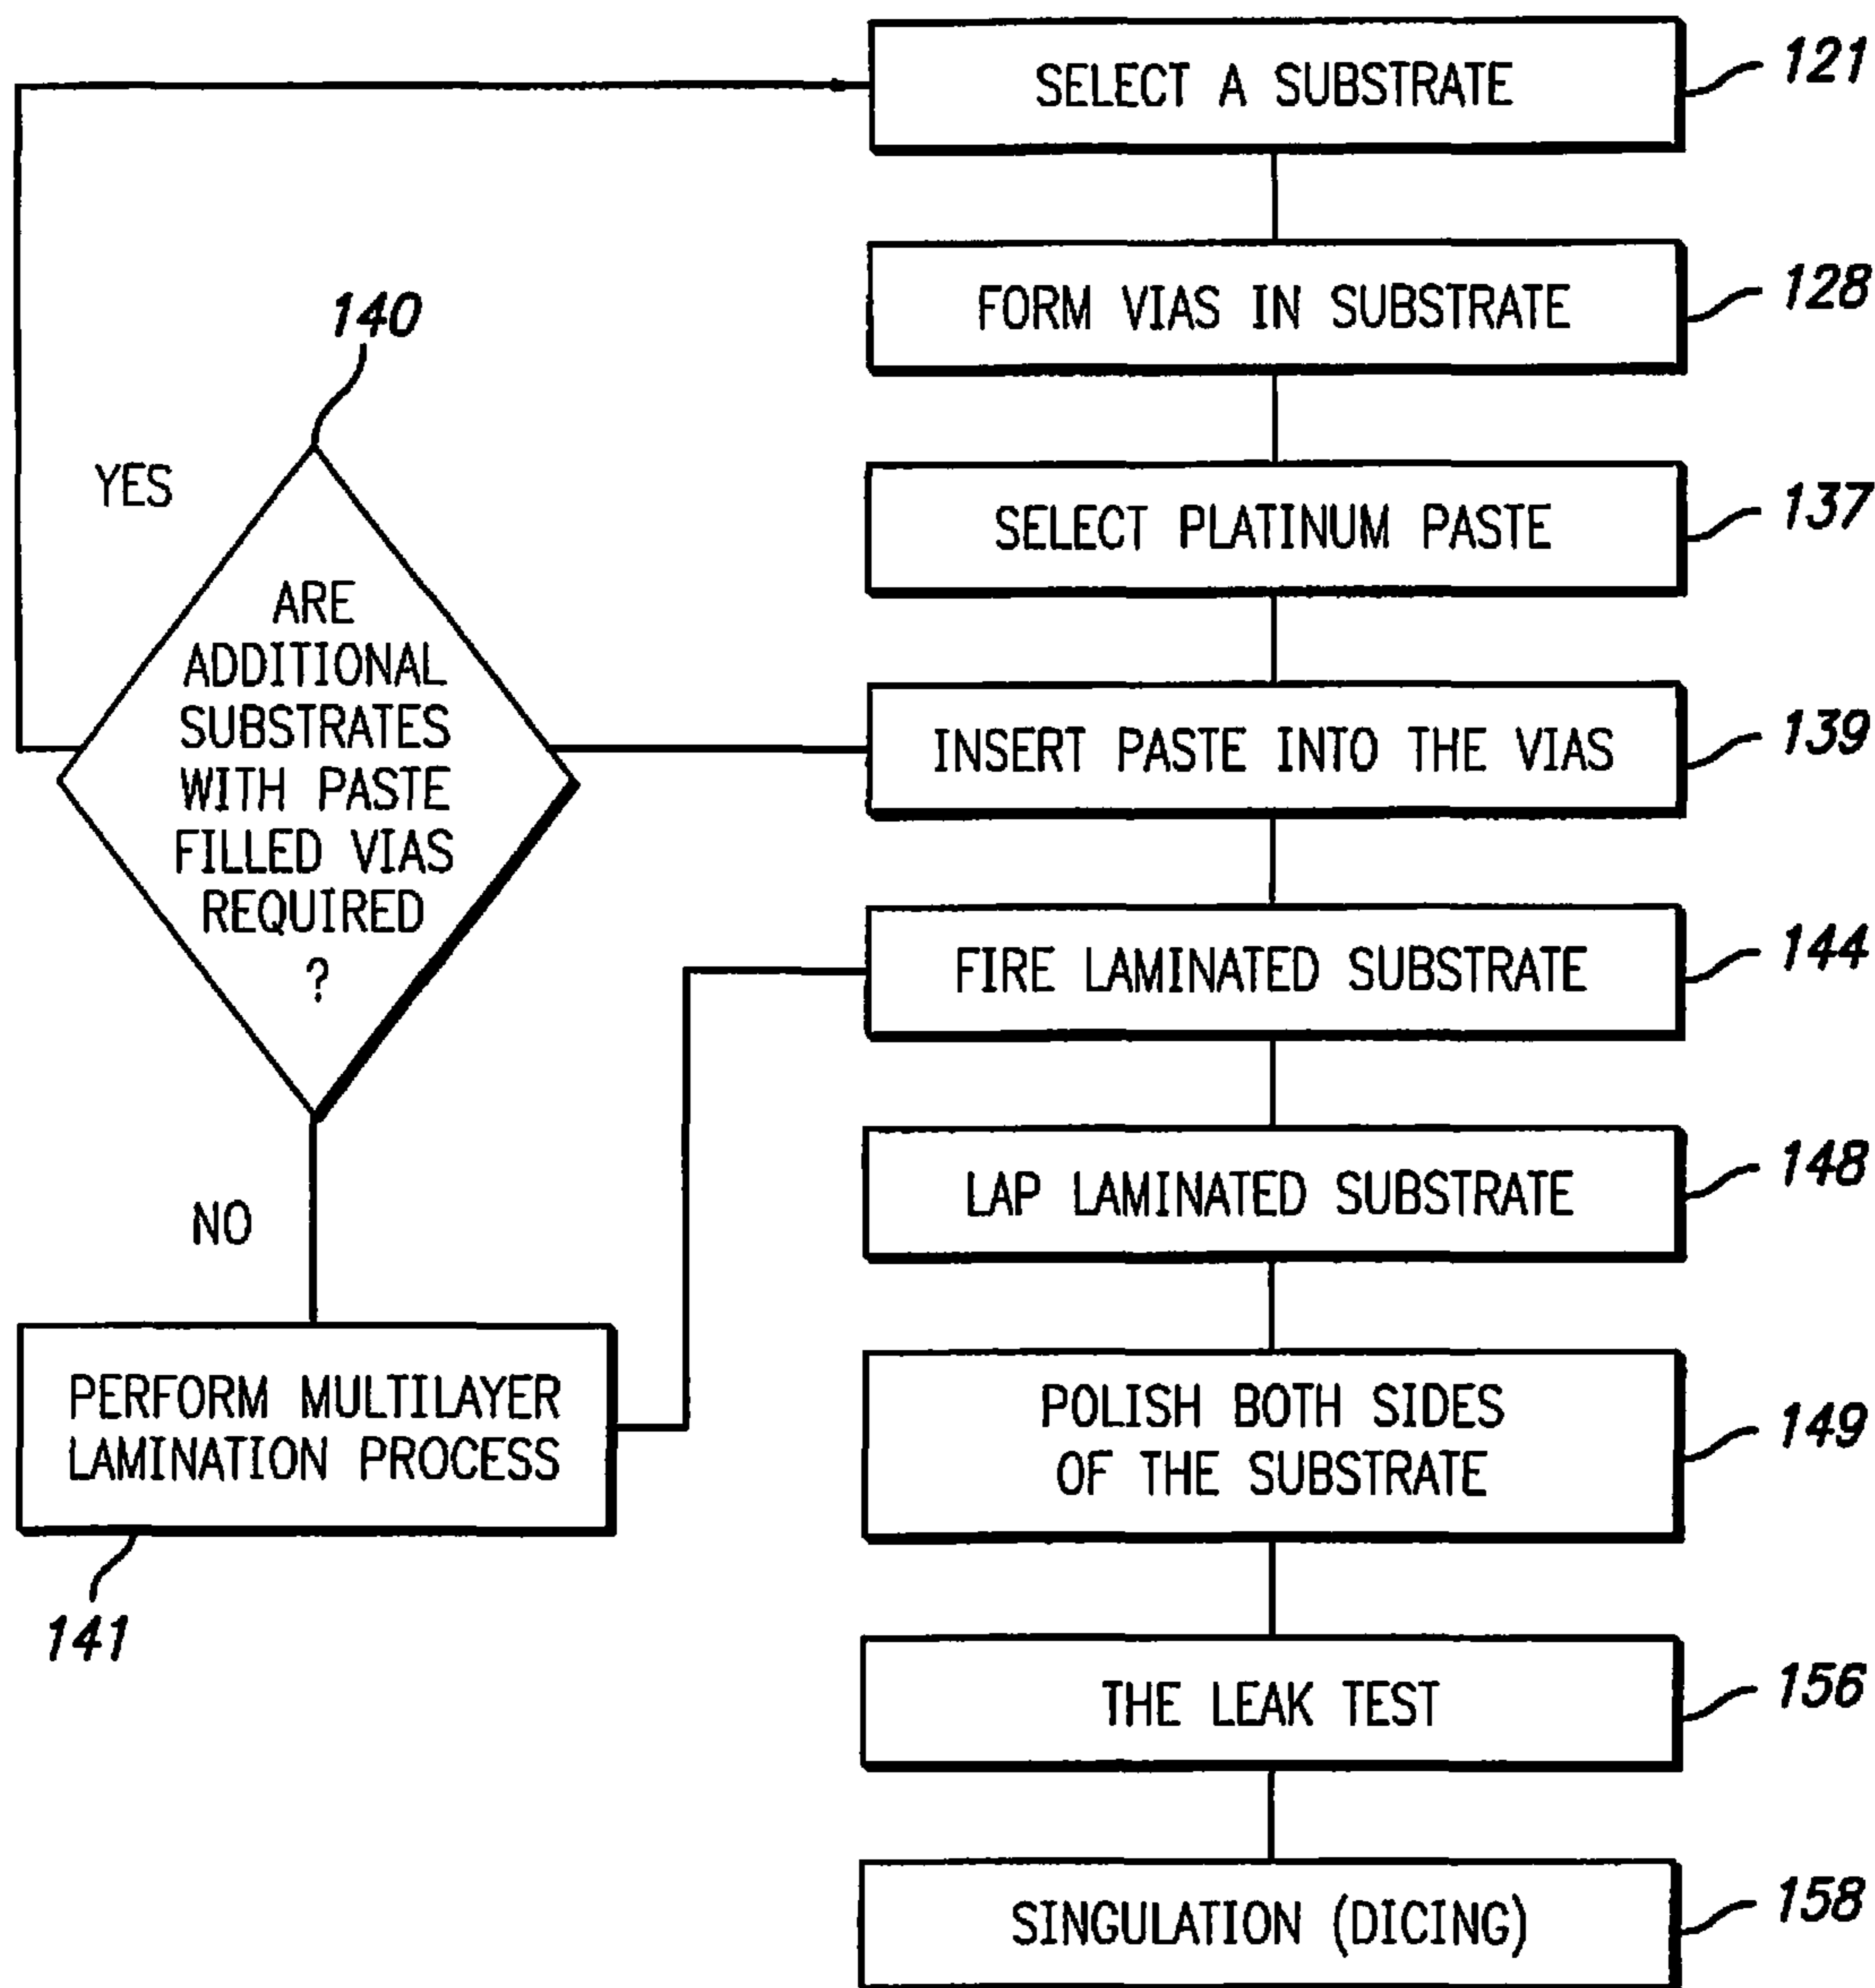 SELECT A SUBSTRATE
121
FORM VIAS IN SUBSTRATE
128
SELECT PLATINUM PASTE
137
INSERT PASTE INTO THE VIAS
139
140
YES
ARE
ADDITIONAL
SUBSTRATES
WITH PASTE
FILLED VIAS
REQUIRED
?
NO
PERFORM MULTILAYER
LAMINATION PROCESS
141
FIRE LAMINATED SUBSTRATE
144
LAP LAMINATED SUBSTRATE
148
POLISH BOTH SIDES
OF THE SUBSTRATE
149
THE LEAK TEST
156
SINGULATION (DICING)
158